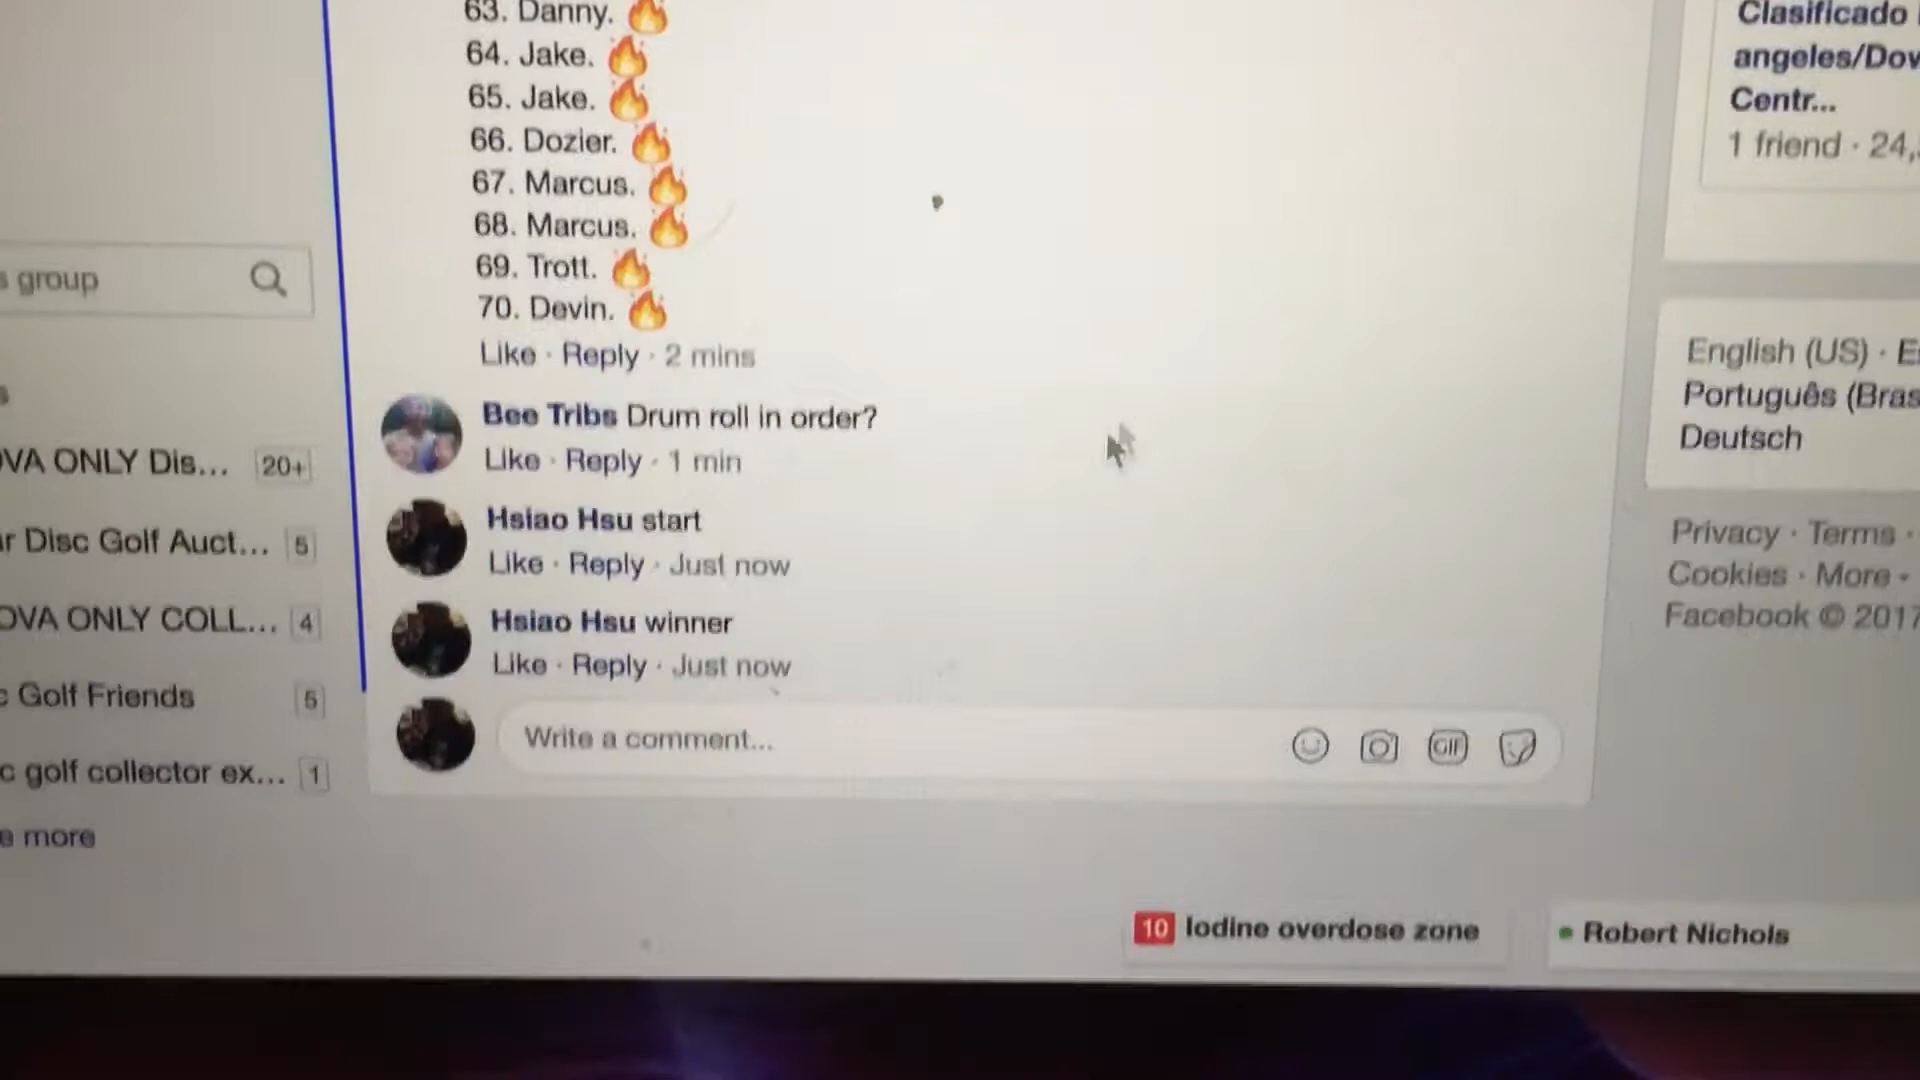 63. Danny. 🔥
64. Jake. 🔥
65. Jake. 🔥
66. Dozier. 🔥
67. Marcus. 🔥
68. Marcus. 🔥
69. Trott. 🔥
70. Devin. 🔥
Like · Reply · 2 mins
Bee Tribs Drum roll in order?
Like · Reply · 1 min
Hsiao Hsu start
Like · Reply · Just now
Hsiao Hsu winner
Like · Reply · Just now
Write a comment...
GIF
s group
s
OVA ONLY Dis... 20+
ar Disc Golf Auct... 5
OVA ONLY COLL... 4
c Golf Friends 5
c golf collector ex... 1
e more
Clasificado
angeles/Dow
Centr...
1 friend · 24,
English (US) · E
Português (Bras
Deutsch
Privacy · Terms ·
Cookies · More
Facebook © 2017
10 Iodine overdose zone
Robert Nichols